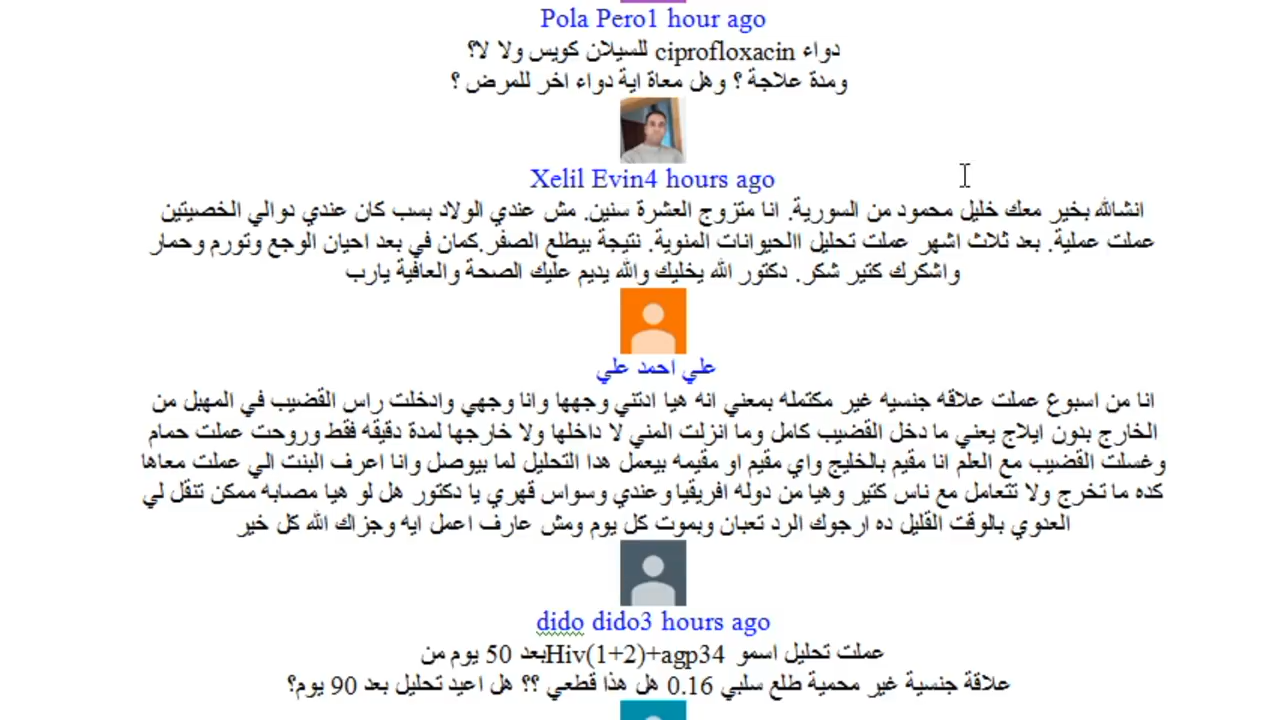 Pola Pero1 hour ago
دواء ciprofloxacin للسيلان كويس ولا لا؟
ومدة علاجة ؟ وهل معاة اية دواء اخر للمرض ؟
Xelil Evin4 hours ago
انشالله بخير معك خليل محمود من السورية. انا متزوج العشرة سنين. مش عندي الولاد بسب كان عندي دوالي الخصيتين
عملت عملية. بعد ثلاث اشهر عملت تحليل االحيوانات المنوية. نتيجة بيطلع الصفر.كمان في بعد احيان الوجع وتورم وحمار
واشكرك كتير شكر. دكتور الله يخليك والله يديم عليك الصحة والعافية يارب
علي احمد علي
انا من اسبوع عملت علاقه جنسيه غير مكتمله بمعني انه هيا ادتني وجهها وانا وجهي وادخلت راس القضيب في المهبل من
الخارج بدون ايلاج يعني ما دخل القضيب كامل وما انزلت المني لا داخلها ولا خارجها لمدة دقيقه فقط وروحت عملت حمام
وغسلت القضيب مع العلم انا مقيم بالخليج واي مقيم او مقيمه بيعمل هدا التحليل لما بيوصل وانا اعرف البنت الي عملت معاها
كده ما تخرج ولا تتعامل مع ناس كتير وهيا من دوله افريقيا وعندي وسواس قهري يا دكتور هل لو هيا مصابه ممكن تنقل لي
العدوي بالوقت القليل ده ارجوك الرد تعبان وبموت كل يوم ومش عارف اعمل ايه وجزاك الله كل خير
dido dido3 hours ago
عملت تحليل اسمو Hiv(1+2)+agp34بعد 50 يوم من
علاقة جنسية غير محمية طلع سلبي 0.16 هل هذا قطعي ؟؟ هل اعيد تحليل بعد 90 يوم؟